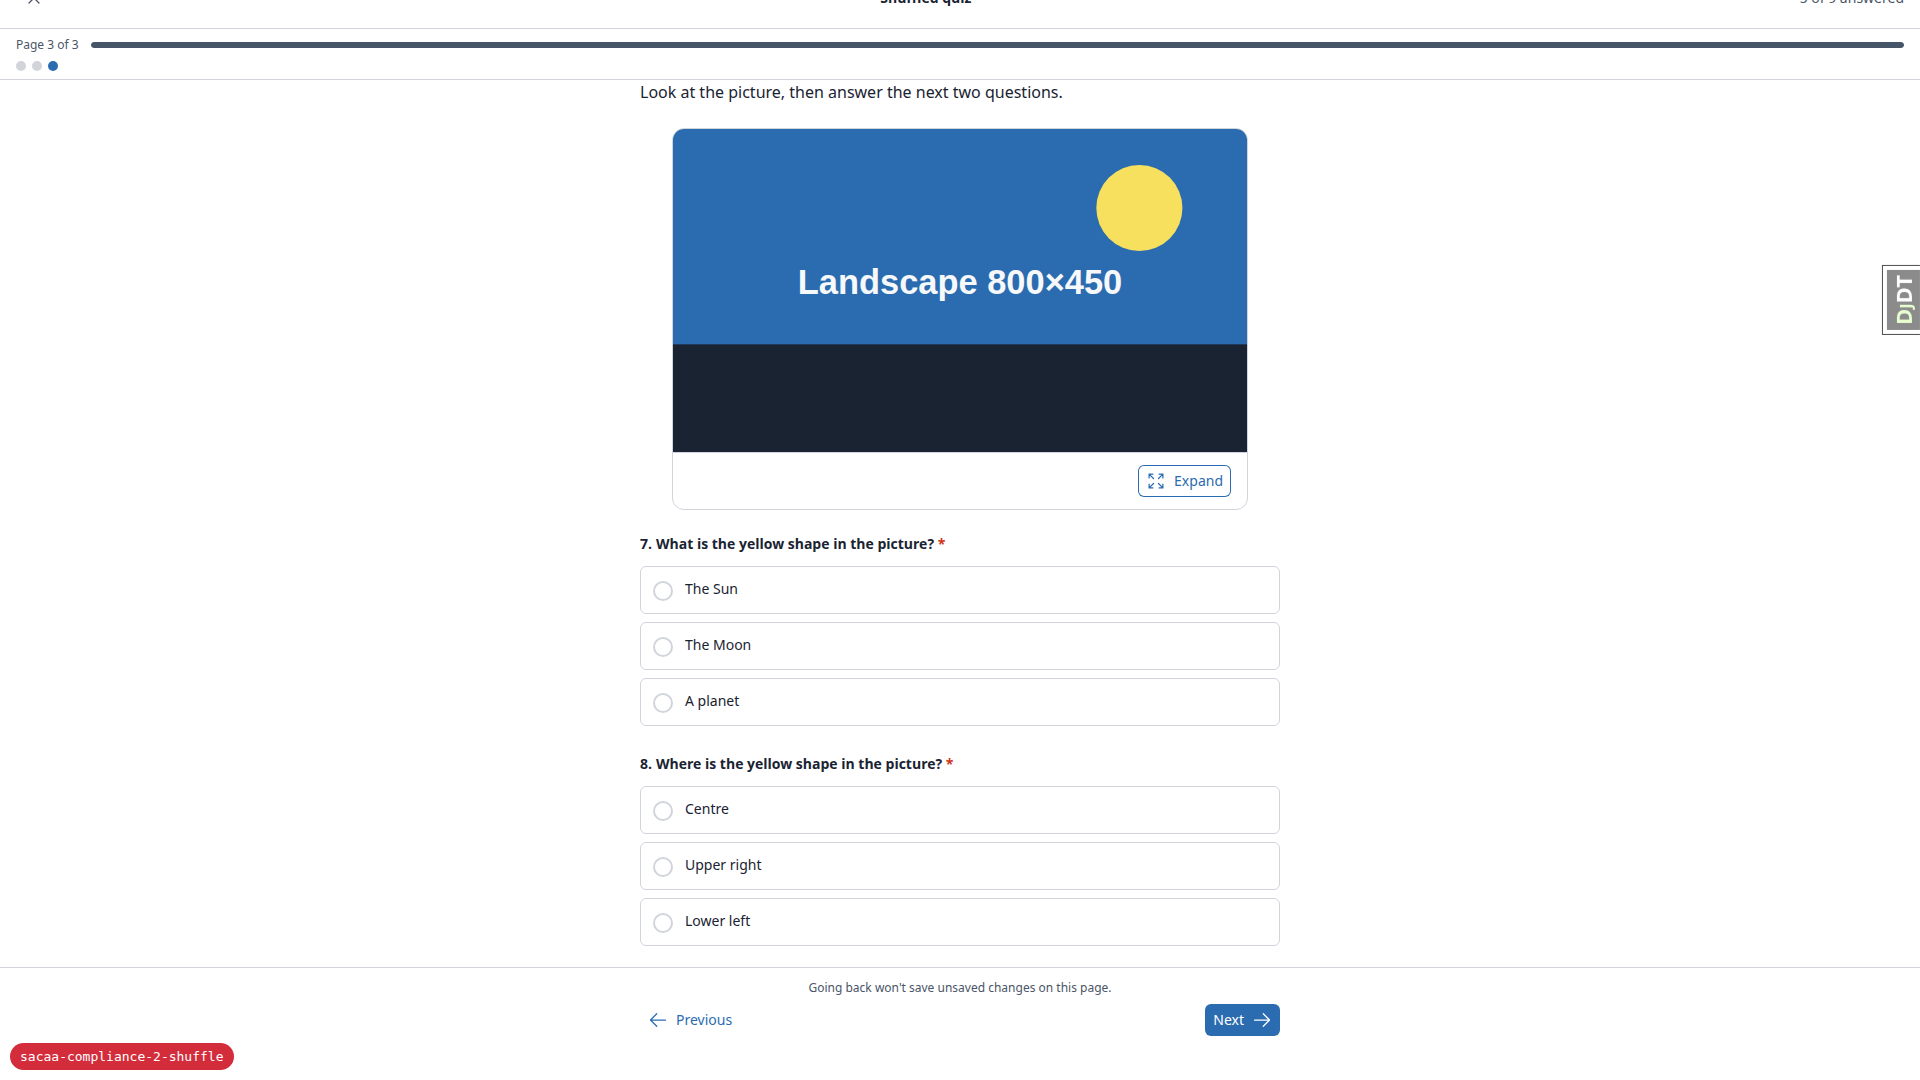 Shuffled quiz
Page 3 of 3
Look at the picture, then answer the next two questions.
Landscape 800×450
Expand
7. What is the yellow shape in the picture? *
The Sun
The Moon
A planet
8. Where is the yellow shape in the picture? *
Centre
Upper right
Lower left
Going back won't save unsaved changes on this page.
Previous
Next
sacaa-compliance-2-shuffle
DjDT